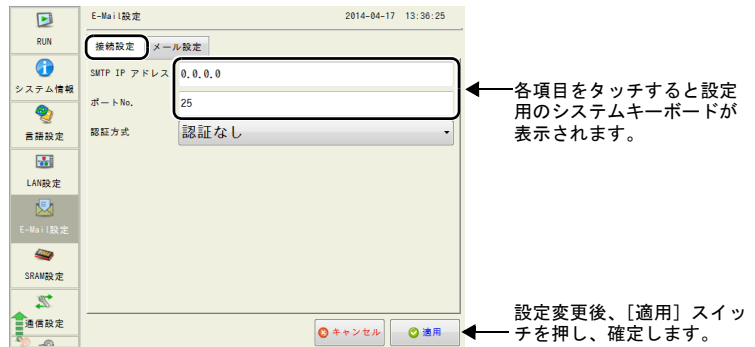 E-Mail設定
2014-04-17 13:36:25
RUN
システム情報
言語設定
LAN設定
E-Mail設定
SRAM設定
通信設定
接続設定
メール設定
SMTP IP アドレス
0.0.0.0
ポートNo.
25
認証方式
認証なし
キャンセル
適用
各項目をタッチすると設定
用のシステムキーボードが
表示されます。
設定変更後、［適用］スイッ
チを押し、確定します。